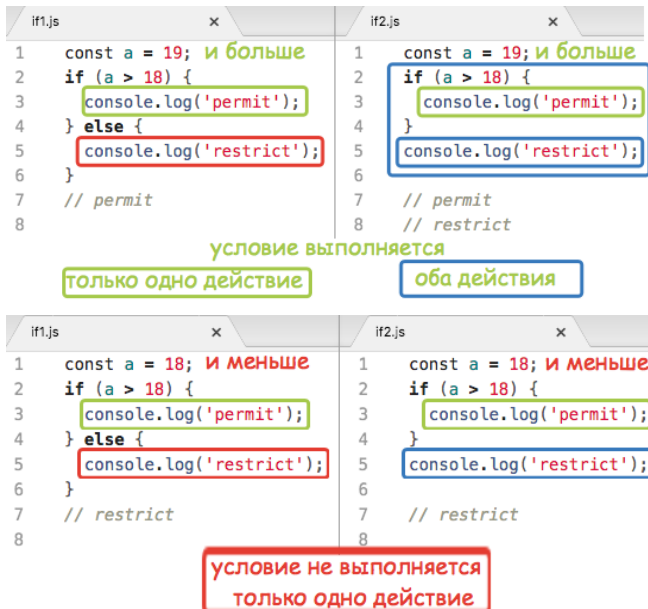 if1.js ×
1 const a = 19; и больше
2 if (a > 18) {
3 console.log('permit');
4 } else {
5 console.log('restrict');
6 }
7 // permit
8
if2.js ×
1 const a = 19; и больше
2 if (a > 18) {
3 console.log('permit');
4 }
5 console.log('restrict');
6
7 // permit
8 // restrict
условие выполняется
только одно действие
оба действия
if1.js ×
1 const a = 18; и меньше
2 if (a > 18) {
3 console.log('permit');
4 } else {
5 console.log('restrict');
6 }
7 // restrict
8
if2.js ×
1 const a = 18; и меньше
2 if (a > 18) {
3 console.log('permit');
4 }
5 console.log('restrict');
6
7 // restrict
8
условие не выполняется
только одно действие